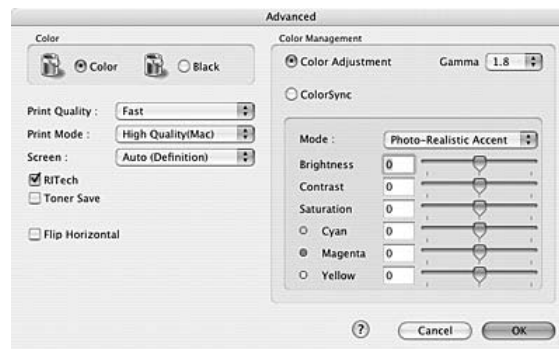 Advanced
Color
Color
Black
Print Quality :
Fast
Print Mode :
High Quality(Mac)
Screen :
Auto (Definition)
RITech
Toner Save
Flip Horizontal
Color Management
Color Adjustment
Gamma
1.8
ColorSync
Mode :
Photo-Realistic Accent
Brightness
0
Contrast
0
Saturation
0
Cyan
0
Magenta
0
Yellow
0
?
Cancel
OK